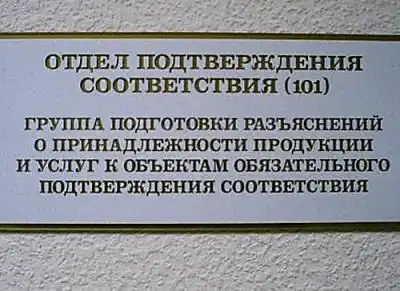 ОТДЕЛ ПОДТВЕРЖДЕНИЯ
СООТВЕТСТВИЯ (101)
ГРУППА ПОДГОТОВКИ РАЗЪЯСНЕНИЙ
О ПРИНАДЛЕЖНОСТИ ПРОДУКЦИИ
И УСЛУГ К ОБЪЕКТАМ ОБЯЗАТЕЛЬНОГО
ПОДТВЕРЖДЕНИЯ СООТВЕТСТВИЯ